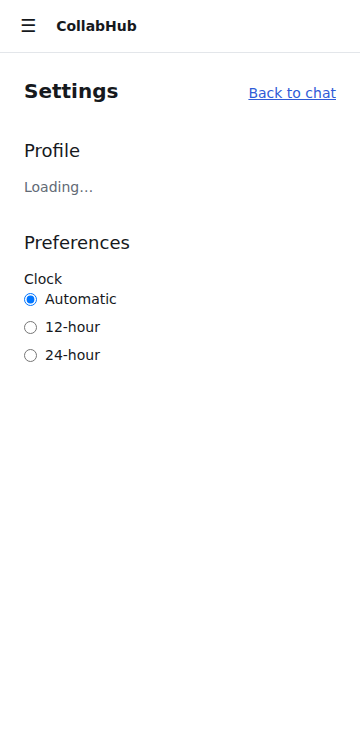 ☰ CollabHub
Settings Back to chat
Profile
Loading…
Preferences
Clock
Automatic
12-hour
24-hour